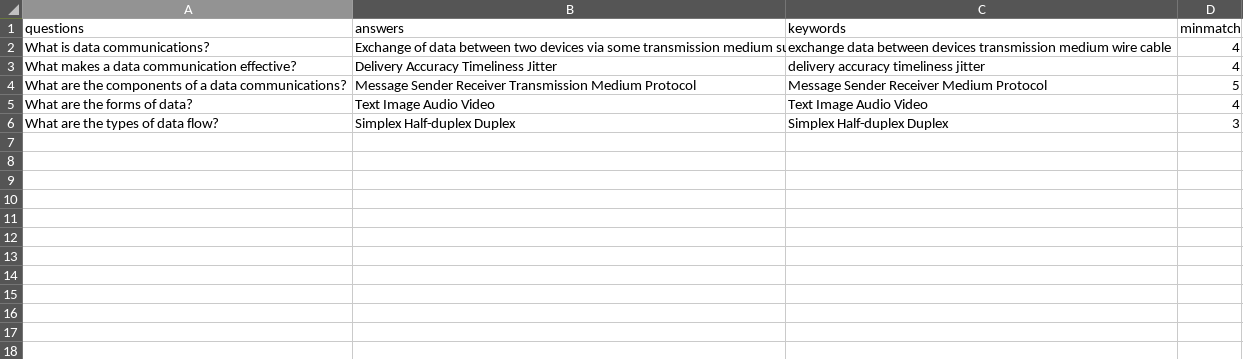 A B C D
1 questions answers keywords minmatch
2 What is data communications? Exchange of data between two devices via some transmission medium exchange data between devices transmission medium wire cable 4
3 What makes a data communication effective? Delivery Accuracy Timeliness Jitter delivery accuracy timeliness jitter 4
4 What are the components of a data communications? Message Sender Receiver Transmission Medium Protocol Message Sender Receiver Medium Protocol 5
5 What are the forms of data? Text Image Audio Video Text Image Audio Video 4
6 What are the types of data flow? Simplex Half-duplex Duplex Simplex Half-duplex Duplex 3
7
8
9
10
11
12
13
14
15
16
17
18